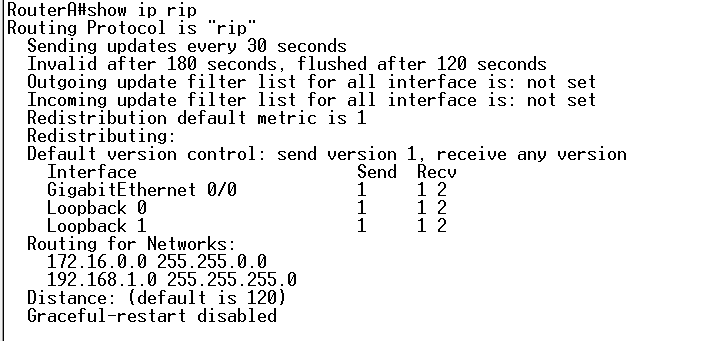 RouterA#show ip rip
Routing Protocol is "rip"
Sending updates every 30 seconds
Invalid after 180 seconds, flushed after 120 seconds
Outgoing update filter list for all interface is: not set
Incoming update filter list for all interface is: not set
Redistribution default metric is 1
Redistributing:
Default version control: send version 1, receive any version
Interface Send Recv
GigabitEthernet 0/0 1 1 2
Loopback 0 1 1 2
Loopback 1 1 1 2
Routing for Networks:
172.16.0.0 255.255.0.0
192.168.1.0 255.255.255.0
Distance: (default is 120)
Graceful-restart disabled